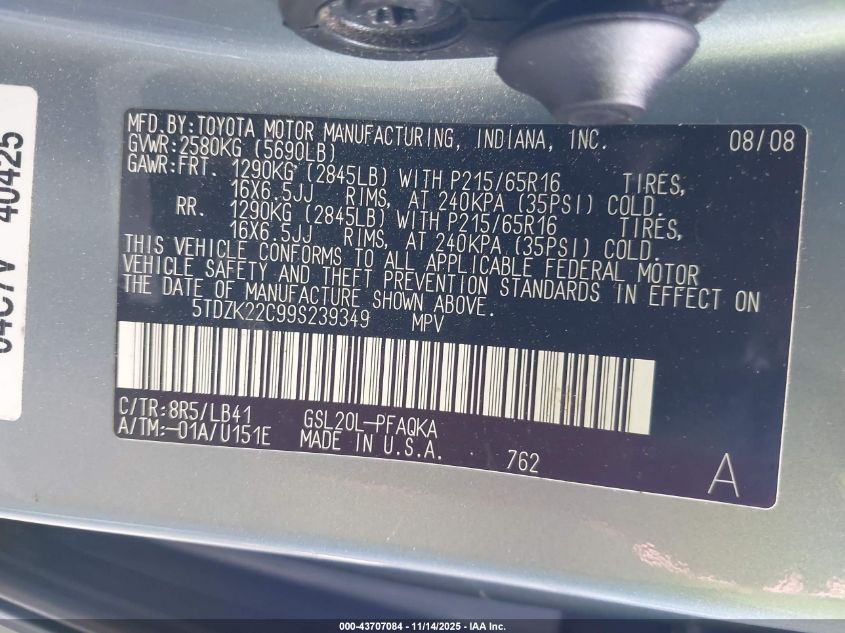 MFD.BY:TOYOTA MOTOR MANUFACTURING, INDIANA, INC. 08/08
GVWR:2580KG (5690LB)
GAWR:FRT. 1290KG (2845LB) WITH P215/65R16 TIRES,
16X6.5JJ RIMS, AT 240KPA (35PSI) COLD.
RR. 1290KG (2845LB) WITH P215/65R16 TIRES,
16X6.5JJ RIMS, AT 240KPA (35PSI) COLD.
THIS VEHICLE CONFORMS TO ALL APPLICABLE FEDERAL MOTOR
VEHICLE SAFETY AND THEFT PREVENTION STANDARDS IN EFFECT ON
THE DATE OF MANUFACTURE SHOWN ABOVE.
5TDZK22C99S239349 MPV
C/TR:8R5/LB41 GSL20L-PFAQKA
A/TM:-01A/U151E MADE IN U.S.A. 762 A
40425
000-43707084 - 11/14/2025 - IAA Inc.